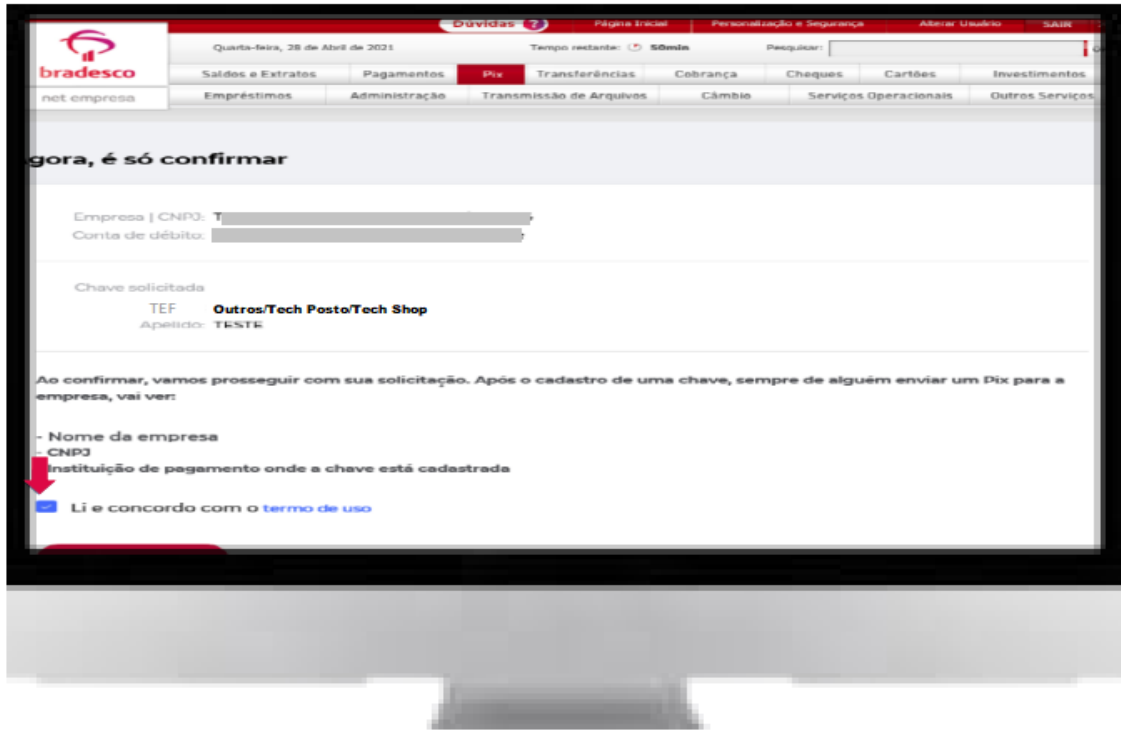 Dúvidas ? Página Inicial Personalização e Segurança Alterar Usuário SAIR
bradesco
net empresa
Quarta-feira, 28 de Abril de 2021 Tempo restante: 50min Pesquisar:
Saldos e Extratos Pagamentos Pix Transferências Cobrança Cheques Cartões Investimentos
Empréstimos Administração Transmissão de Arquivos Câmbio Serviços Operacionais Outros Serviços
gora, é só confirmar
Empresa | CNPJ: T
Conta de débito:
Chave solicitada
TEF Outros/Tech Posto/Tech Shop
Apelido: TESTE
Ao confirmar, vamos prosseguir com sua solicitação. Após o cadastro de uma chave, sempre de alguém enviar um Pix para a
empresa, vai ver:
- Nome da empresa
- CNPJ
Instituição de pagamento onde a chave está cadastrada
Li e concordo com o termo de uso